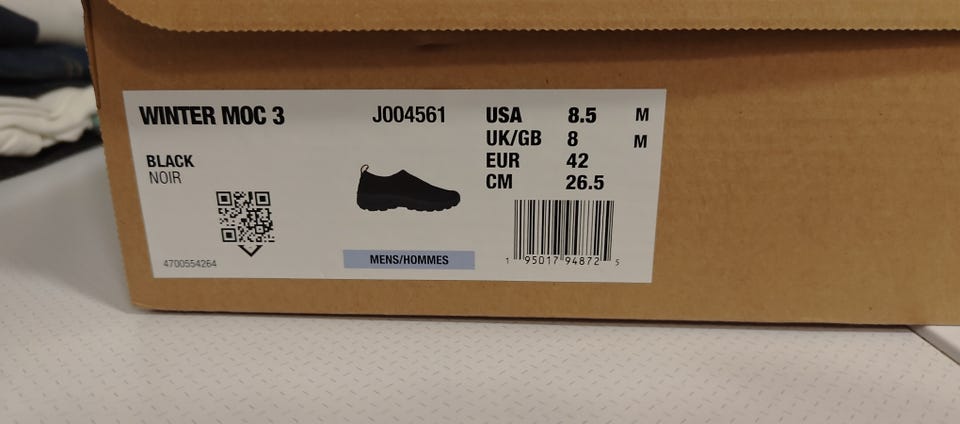 WINTER MOC 3
J004561
BLACK
NOIR
4700554264
MENS/HOMMES
USA 8.5 M
UK/GB 8 M
EUR 42
CM 26.5
1 95017 94872 5